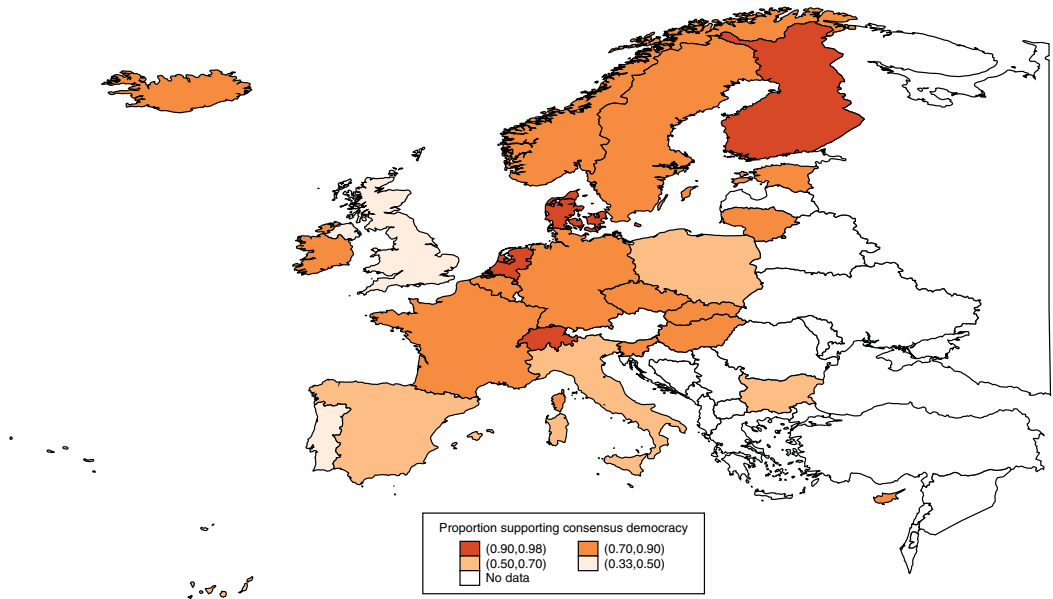 Proportion supporting consensus democracy
(0.90,0.98) (0.70,0.90)
(0.50,0.70) (0.33,0.50)
No data